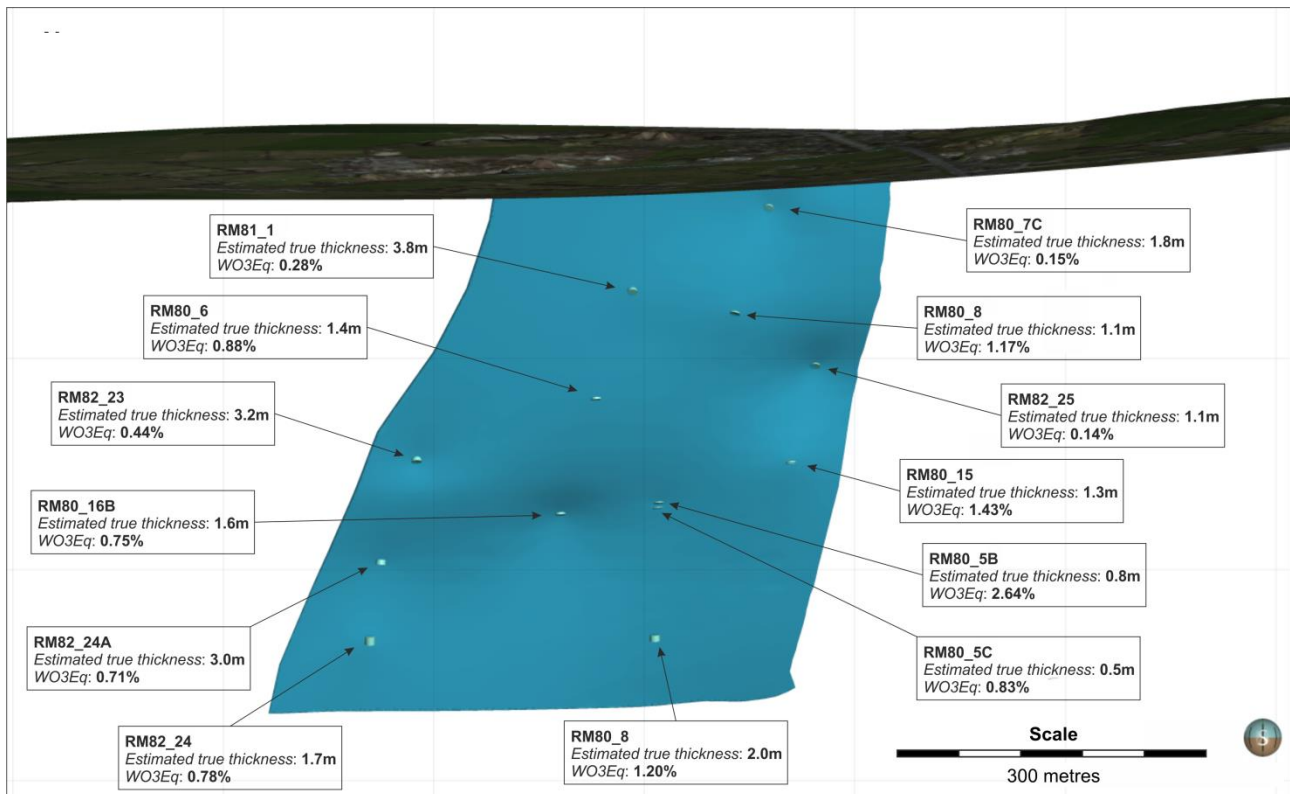 - -
RM81_1
Estimated true thickness: 3.8m
WO3Eq: 0.28%
RM80_7C
Estimated true thickness: 1.8m
WO3Eq: 0.15%
RM80_6
Estimated true thickness: 1.4m
WO3Eq: 0.88%
RM80_8
Estimated true thickness: 1.1m
WO3Eq: 1.17%
RM82_23
Estimated true thickness: 3.2m
WO3Eq: 0.44%
RM82_25
Estimated true thickness: 1.1m
WO3Eq: 0.14%
RM80_16B
Estimated true thickness: 1.6m
WO3Eq: 0.75%
RM80_15
Estimated true thickness: 1.3m
WO3Eq: 1.43%
RM80_5B
Estimated true thickness: 0.8m
WO3Eq: 2.64%
RM82_24A
Estimated true thickness: 3.0m
WO3Eq: 0.71%
RM80_5C
Estimated true thickness: 0.5m
WO3Eq: 0.83%
RM82_24
Estimated true thickness: 1.7m
WO3Eq: 0.78%
RM80_8
Estimated true thickness: 2.0m
WO3Eq: 1.20%
Scale
300 metres
S